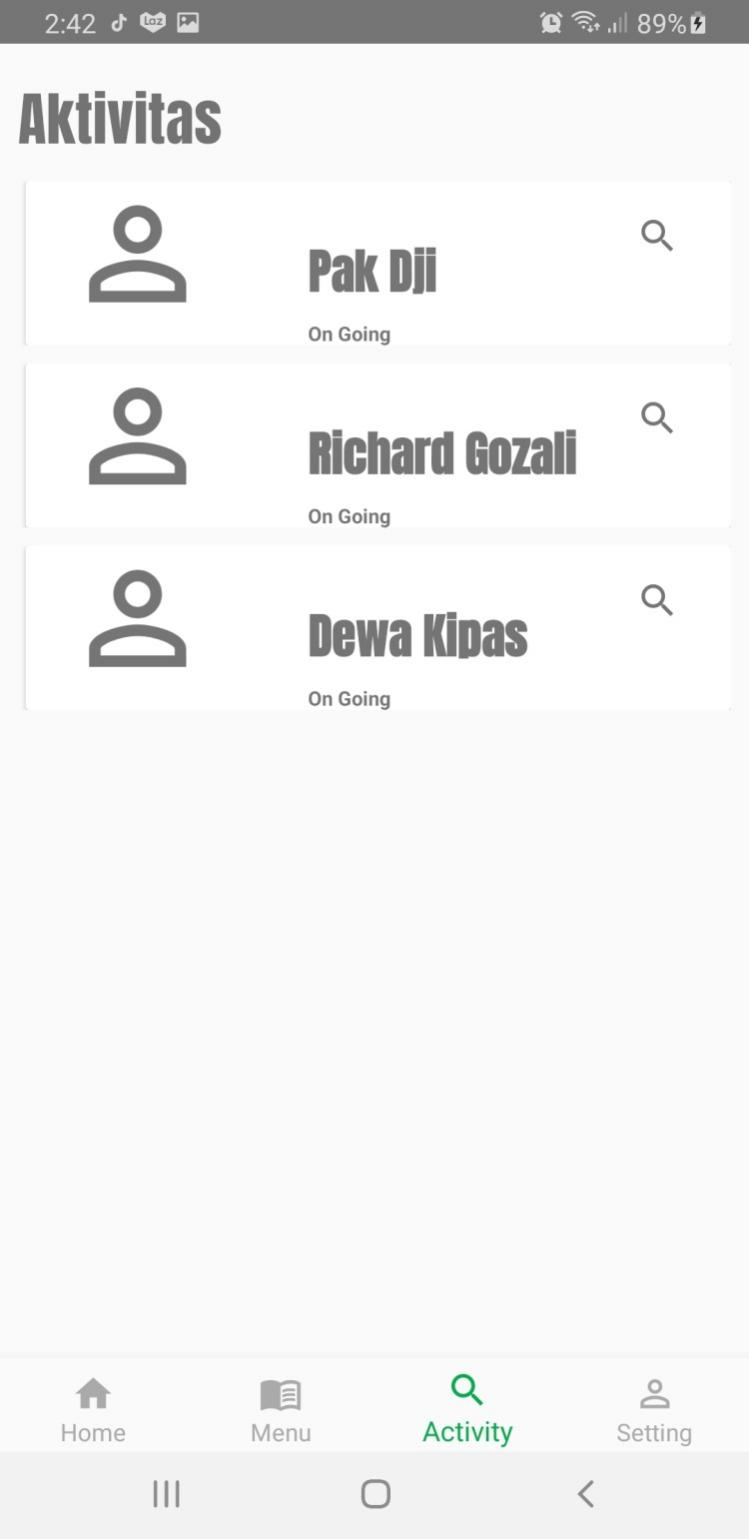 2:42 Laz 89%
Aktivitas
Pak Dji
On Going
Richard Gozali
On Going
Dewa Kipas
On Going
Home Menu Activity Setting